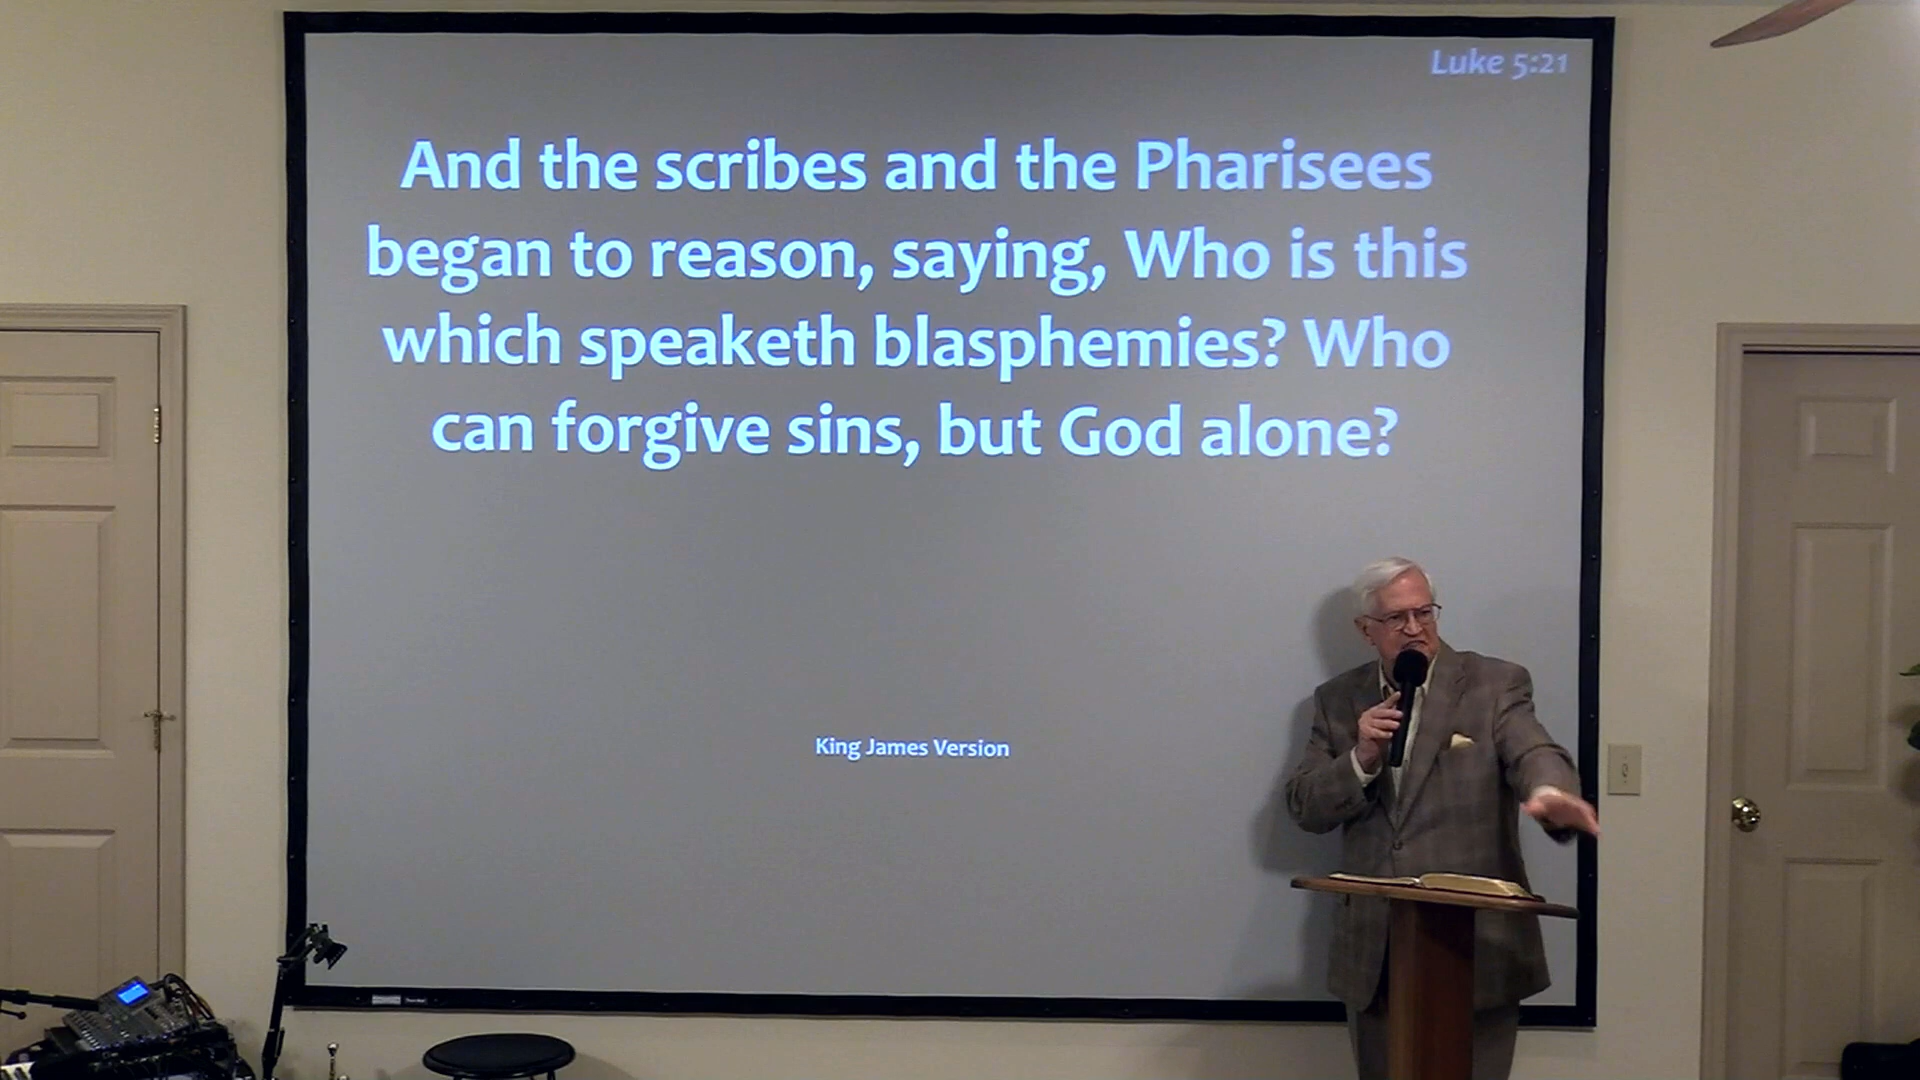 Luke 5:21
And the scribes and the Pharisees
began to reason, saying, Who is this
which speaketh blasphemies? Who
can forgive sins, but God alone?
King James Version